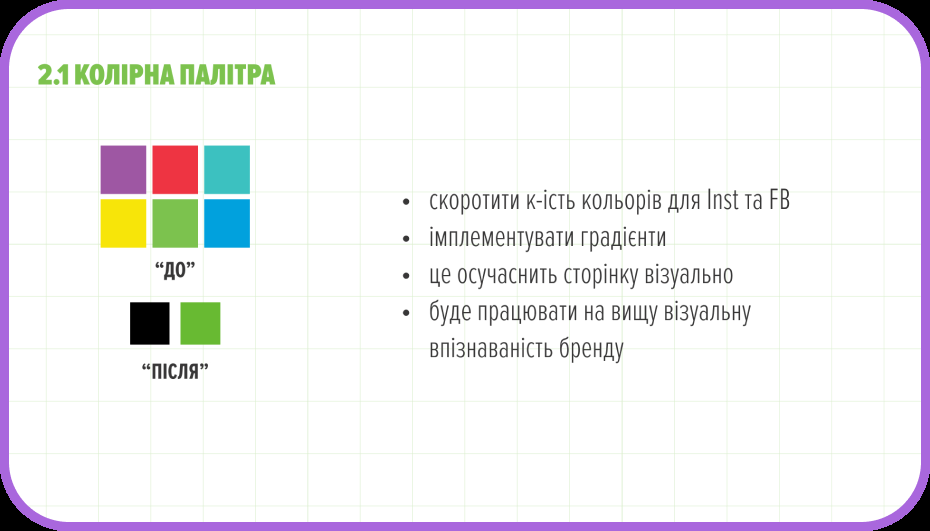 2.1 КОЛІРНА ПАЛІТРА
“ДО”
“ПІСЛЯ”
• скоротити к-ість кольорів для Inst та FB
• імплементувати градієнти
• це осучаснить сторінку візуально
• буде працювати на вищу візуальну
впізнаваність бренду